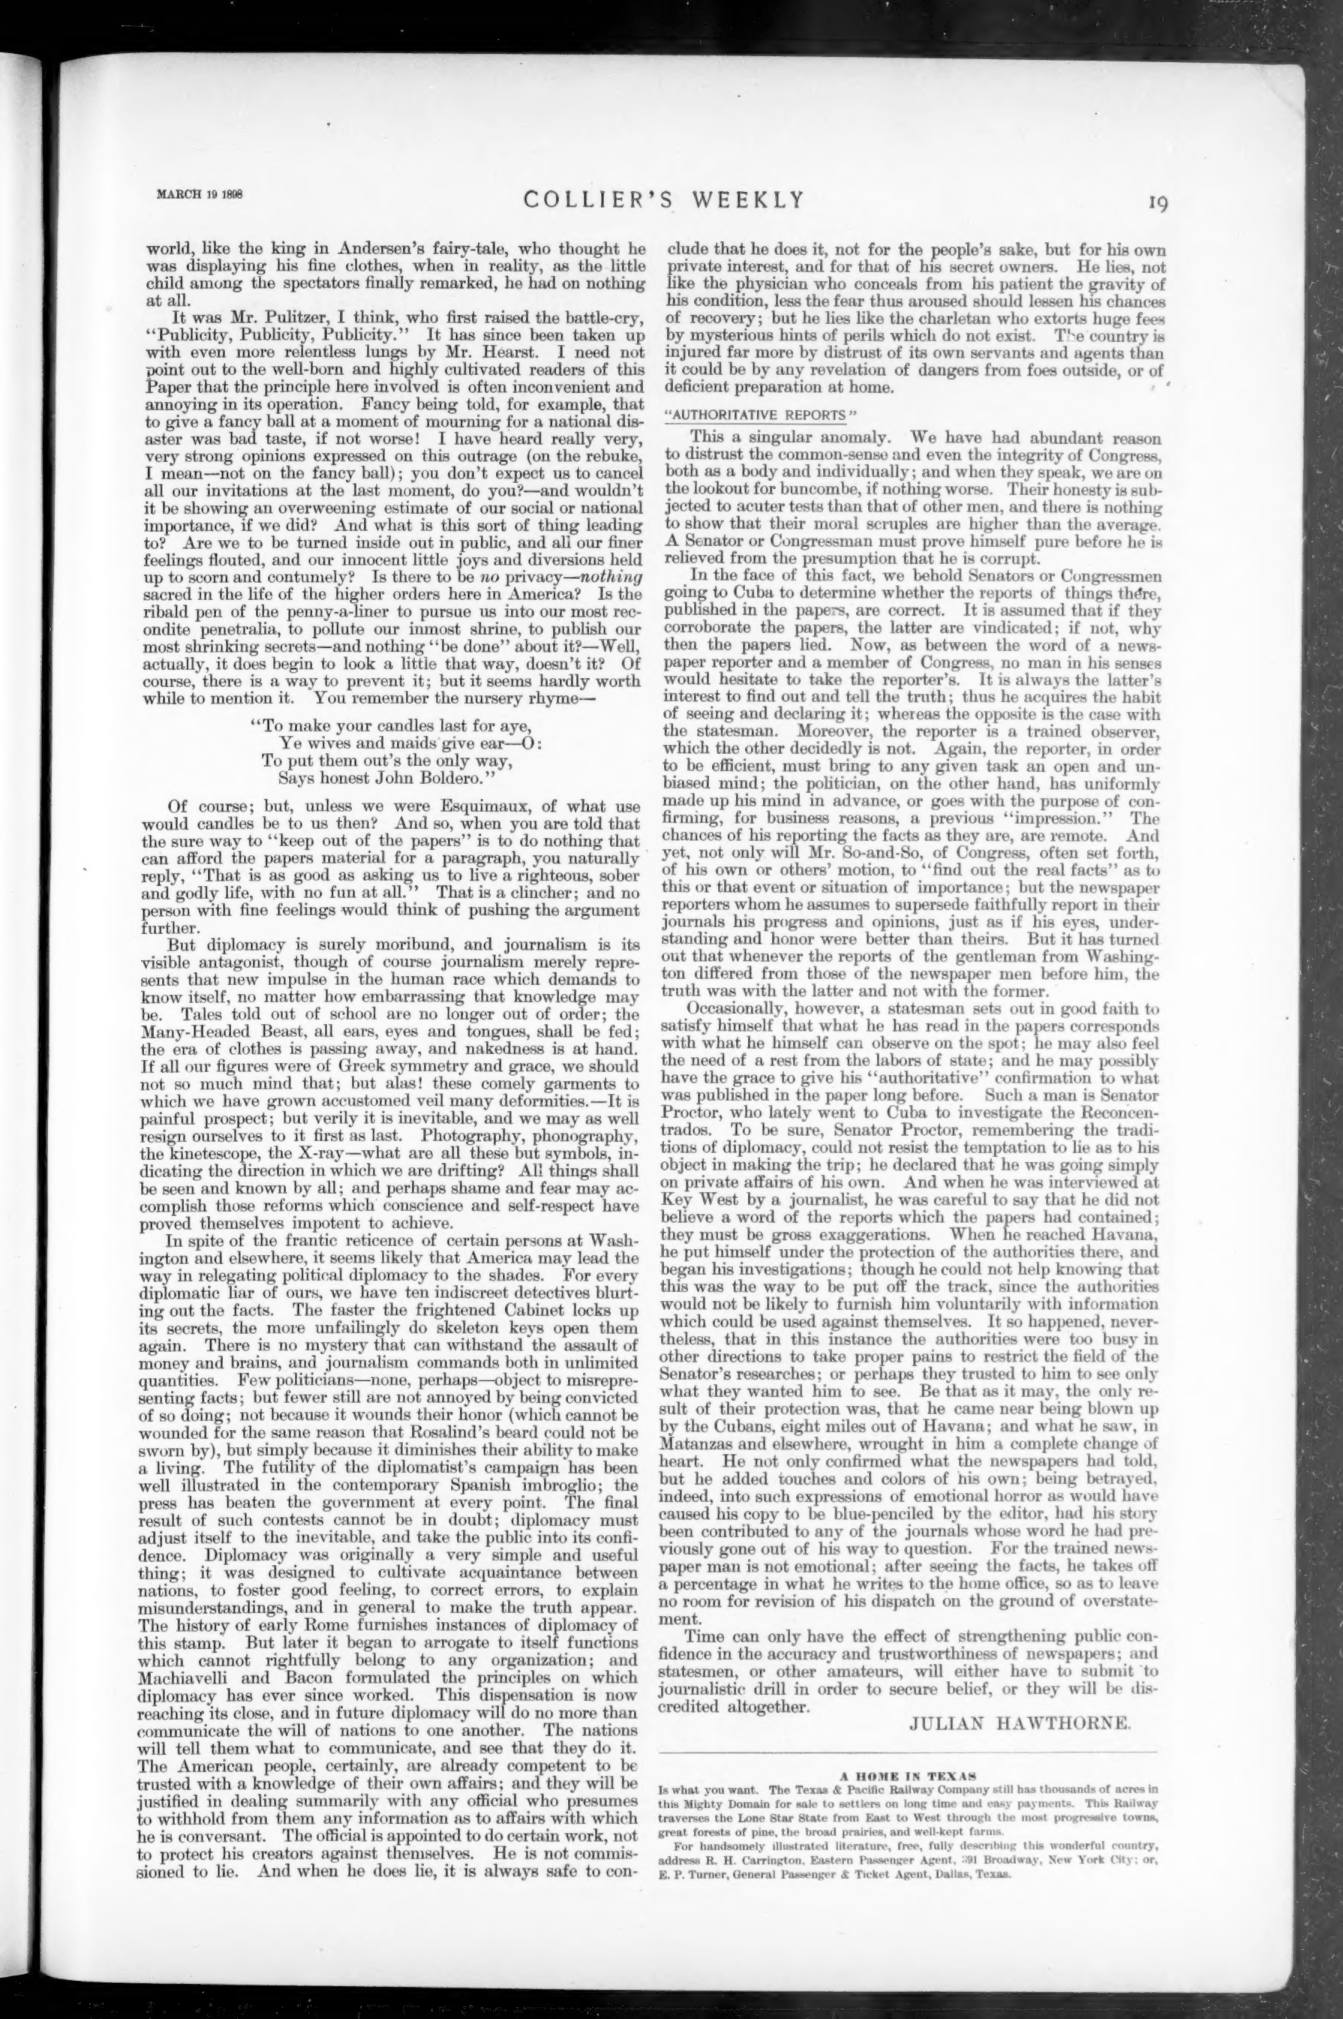 MARCH 19 1898
COLLIER'S WEEKLY
19
world, like the king in Andersen's fairy-tale, who thought he
was displaying his fine clothes, when in reality, as the little
child among the spectators finally remarked, he had on nothing
at all.
It was Mr. Pulitzer, I think, who first raised the battle-cry,
“Publicity, Publicity, Publicity.” It has since been taken up
with even more relentless lungs by Mr. Hearst. I need not
point out to the well-born and highly cultivated readers of this
Paper that the principle here involved is often inconvenient and
annoying in its operation. Fancy being told, for example, that
to give a fancy ball at a moment of mourning for a national dis-
aster was bad taste, if not worse! I have heard really very,
very strong opinions expressed on this outrage (on the rebuke,
I mean—not on the fancy ball); you don't expect us to cancel
all our invitations at the last moment, do you?—and wouldn't
it be showing an overweening estimate of our social or national
importance, if we did? And what is this sort of thing leading
to? Are we to be turned inside out in public, and all our finer
feelings flouted, and our innocent little joys and diversions held
up to scorn and contumely? Is there to be no privacy—nothing
sacred in the life of the higher orders here in America? Is the
ribald pen of the penny-a-liner to pursue us into our most rec-
ondite penetralia, to pollute our inmost shrine, to publish our
most shrinking secrets—and nothing “be done” about it?—Well,
actually, it does begin to look a little that way, doesn't it? Of
course, there is a way to prevent it; but it seems hardly worth
while to mention it. You remember the nursery rhyme—
“To make your candles last for aye,
Ye wives and maids give ear—O:
To put them out's the only way,
Says honest John Boldero.”
Of course; but, unless we were Esquimaux, of what use
would candles be to us then? And so, when you are told that
the sure way to “keep out of the papers” is to do nothing that
can afford the papers material for a paragraph, you naturally
reply, “That is as good as asking us to live a righteous, sober
and godly life, with no fun at all.” That is a clincher; and no
person with fine feelings would think of pushing the argument
further.
But diplomacy is surely moribund, and journalism is its
visible antagonist, though of course journalism merely repre-
sents that new impulse in the human race which demands to
know itself, no matter how embarrassing that knowledge may
be. Tales told out of school are no longer out of order; the
Many-Headed Beast, all ears, eyes and tongues, shall be fed;
the era of clothes is passing away, and nakedness is at hand.
If all our figures were of Greek symmetry and grace, we should
not so much mind that; but alas! these comely garments to
which we have grown accustomed veil many deformities.—It is
painful prospect; but verily it is inevitable, and we may as well
resign ourselves to it first as last. Photography, phonography,
the kinetescope, the X-ray—what are all these but symbols, in-
dicating the direction in which we are drifting? All things shall
be seen and known by all; and perhaps shame and fear may ac-
complish those reforms which conscience and self-respect have
proved themselves impotent to achieve.
In spite of the frantic reticence of certain persons at Wash-
ington and elsewhere, it seems likely that America may lead the
way in relegating political diplomacy to the shades. For every
diplomatic liar of ours, we have ten indiscreet detectives blurt-
ing out the facts. The faster the frightened Cabinet locks up
its secrets, the more unfailingly do skeleton keys open them
again. There is no mystery that can withstand the assault of
money and brains, and journalism commands both in unlimited
quantities. Few politicians—none, perhaps—object to misrepre-
senting facts; but fewer still are not annoyed by being convicted
of so doing; not because it wounds their honor (which cannot be
wounded for the same reason that Rosalind's beard could not be
sworn by), but simply because it diminishes their ability to make
a living. The futility of the diplomatist's campaign has been
well illustrated in the contemporary Spanish imbroglio; the
press has beaten the government at every point. The final
result of such contests cannot be in doubt; diplomacy must
adjust itself to the inevitable, and take the public into its confi-
dence. Diplomacy was originally a very simple and useful
thing; it was designed to cultivate acquaintance between
nations, to foster good feeling, to correct errors, to explain
misunderstandings, and in general to make the truth appear.
The history of early Rome furnishes instances of diplomacy of
this stamp. But later it began to arrogate to itself functions
which cannot rightfully belong to any organization; and
Machiavelli and Bacon formulated the principles on which
diplomacy has ever since worked. This dispensation is now
reaching its close, and in future diplomacy will do no more than
communicate the will of nations to one another. The nations
will tell them what to communicate, and see that they do it.
The American people, certainly, are already competent to be
trusted with a knowledge of their own affairs; and they will be
justified in dealing summarily with any official who presumes
to withhold from them any information as to affairs with which
he is conversant. The official is appointed to do certain work, not
to protect his creators against themselves. He is not commis-
sioned to lie. And when he does lie, it is always safe to con-
clude that he does it, not for the people's sake, but for his own
private interest, and for that of his secret owners. He lies, not
like the physician who conceals from his patient the gravity of
his condition, less the fear thus aroused should lessen his chances
of recovery; but he lies like the charletan who extorts huge fees
by mysterious hints of perils which do not exist. The country is
injured far more by distrust of its own servants and agents than
it could be by any revelation of dangers from foes outside, or of
deficient preparation at home.
“AUTHORITATIVE REPORTS”
This a singular anomaly. We have had abundant reason
to distrust the common-sense and even the integrity of Congress,
both as a body and individually; and when they speak, we are on
the lookout for buncombe, if nothing worse. Their honesty is sub-
jected to acuter tests than that of other men, and there is nothing
to show that their moral scruples are higher than the average.
A Senator or Congressman must prove himself pure before he is
relieved from the presumption that he is corrupt.
In the face of this fact, we behold Senators or Congressmen
going to Cuba to determine whether the reports of things there,
published in the papers, are correct. It is assumed that if they
corroborate the papers, the latter are vindicated; if not, why
then the papers lied. Now, as between the word of a news-
paper reporter and a member of Congress, no man in his senses
would hesitate to take the reporter's. It is always the latter's
interest to find out and tell the truth; thus he acquires the habit
of seeing and declaring it; whereas the opposite is the case with
the statesman. Moreover, the reporter is a trained observer,
which the other decidedly is not. Again, the reporter, in order
to be efficient, must bring to any given task an open and un-
biased mind; the politician, on the other hand, has uniformly
made up his mind in advance, or goes with the purpose of con-
firming, for business reasons, a previous “impression.” The
chances of his reporting the facts as they are, are remote. And
yet, not only will Mr. So-and-So, of Congress, often set forth,
of his own or others' motion, to “find out the real facts” as to
this or that event or situation of importance; but the newspaper
reporters whom he assumes to supersede faithfully report in their
journals his progress and opinions, just as if his eyes, under-
standing and honor were better than theirs. But it has turned
out that whenever the reports of the gentleman from Washing-
ton differed from those of the newspaper men before him, the
truth was with the latter and not with the former.
Occasionally, however, a statesman sets out in good faith to
satisfy himself that what he has read in the papers corresponds
with what he himself can observe on the spot; he may also feel
the need of a rest from the labors of state; and he may possibly
have the grace to give his “authoritative” confirmation to what
was published in the paper long before. Such a man is Senator
Proctor, who lately went to Cuba to investigate the Reconcen-
trados. To be sure, Senator Proctor, remembering the tradi-
tions of diplomacy, could not resist the temptation to lie as to his
object in making the trip; he declared that he was going simply
on private affairs of his own. And when he was interviewed at
Key West by a journalist, he was careful to say that he did not
believe a word of the reports which the papers had contained;
they must be gross exaggerations. When he reached Havana,
he put himself under the protection of the authorities there, and
began his investigations; though he could not help knowing that
this was the way to be put off the track, since the authorities
would not be likely to furnish him voluntarily with information
which could be used against themselves. It so happened, never-
theless, that in this instance the authorities were too busy in
other directions to take proper pains to restrict the field of the
Senator's researches; or perhaps they trusted to him to see only
what they wanted him to see. Be that as it may, the only re-
sult of their protection was, that he came near being blown up
by the Cubans, eight miles out of Havana; and what he saw, in
Matanzas and elsewhere, wrought in him a complete change of
heart. He not only confirmed what the newspapers had told,
but he added touches and colors of his own; being betrayed,
indeed, into such expressions of emotional horror as would have
caused his copy to be blue-penciled by the editor, had his story
been contributed to any of the journals whose word he had pre-
viously gone out of his way to question. For the trained news-
paper man is not emotional; after seeing the facts, he takes off
a percentage in what he writes to the home office, so as to leave
no room for revision of his dispatch on the ground of overstate-
ment.
Time can only have the effect of strengthening public con-
fidence in the accuracy and trustworthiness of newspapers; and
statesmen, or other amateurs, will either have to submit to
journalistic drill in order to secure belief, or they will be dis-
credited altogether.
JULIAN HAWTHORNE.
A HOME IN TEXAS
Is what you want. The Texas & Pacific Railway Company still has thousands of acres in
this Mighty Domain for sale to settlers on long time and easy payments. This Railway
traverses the Lone Star State from East to West through the most progressive towns,
great forests of pine, the broad prairies, and well-kept farms.
For handsomely illustrated literature, free, fully describing this wonderful country,
address R. H. Carrington, Eastern Passenger Agent, 391 Broadway, New York City; or,
E. P. Turner, General Passenger & Ticket Agent, Dallas, Texas.